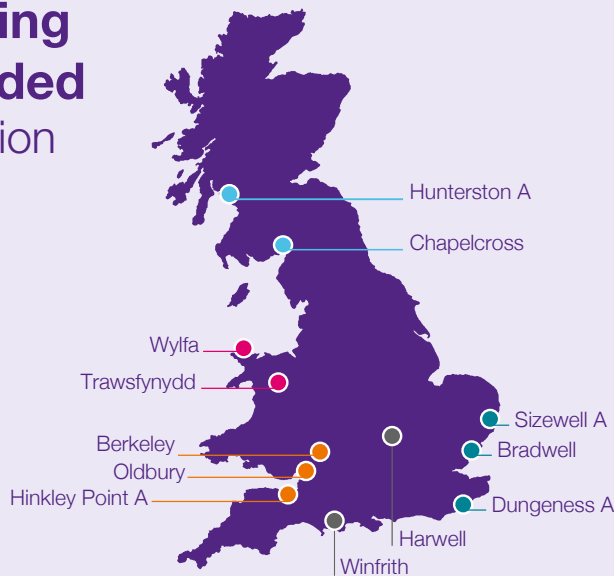 ing
ded
ion
Hunterston A
Chapelcross
Wylfa
Trawsfynydd
Sizewell A
Berkeley
Bradwell
Oldbury
Hinkley Point A
Dungeness A
Harwell
Winfrith